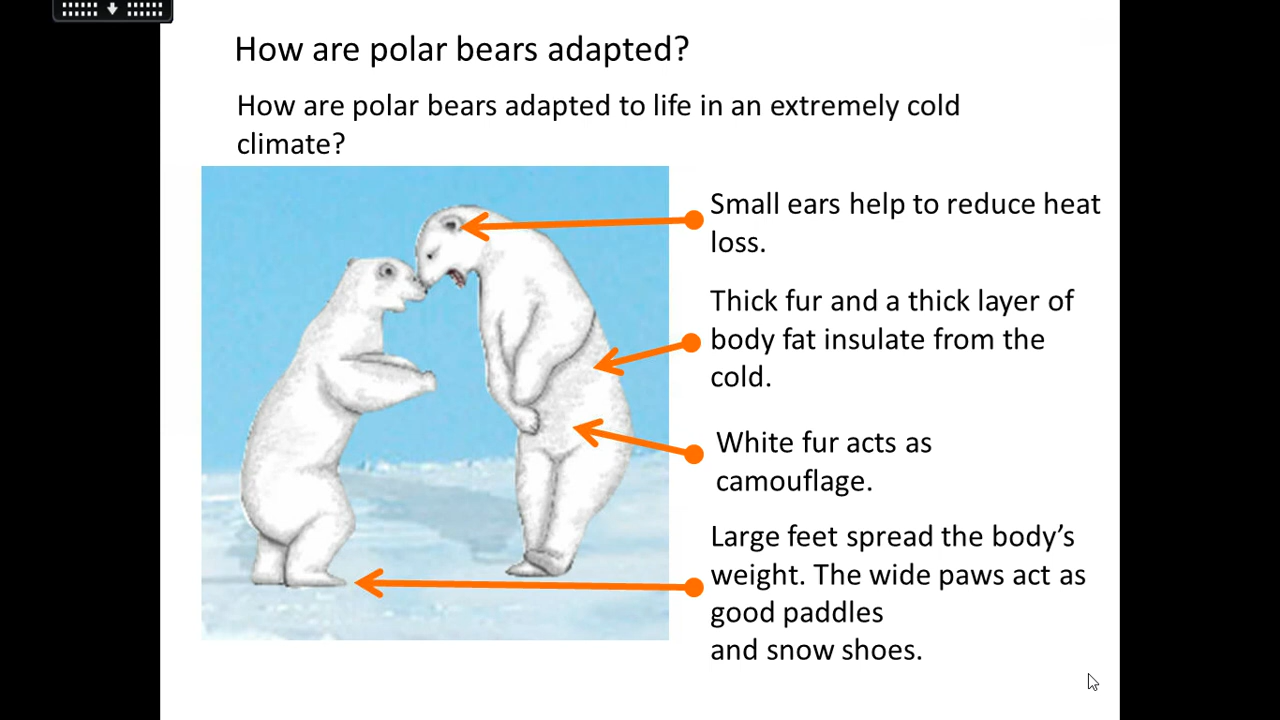 How are polar bears adapted?
How are polar bears adapted to life in an extremely cold
climate?
Small ears help to reduce heat
loss.
Thick fur and a thick layer of
body fat insulate from the
cold.
White fur acts as
camouflage.
Large feet spread the body’s
weight. The wide paws act as
good paddles
and snow shoes.